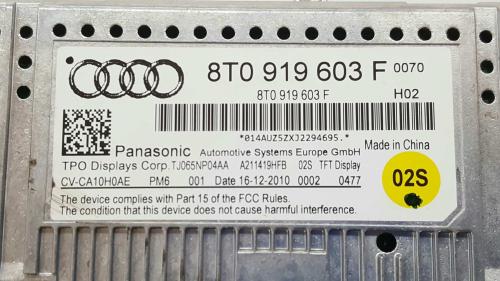 8T0 919 603 F 0070
8T0 919 603 F H02
*014AUZ5ZXJ2294695.*
Made in China
Panasonic Automotive Systems Europe GmbH
TPO Displays Corp. TJ065NP04AA A211419HFB 02S TFT Display
CV-CA10H0AE PM6 001 Date 16-12-2010 0002 0477
02S
The device complies with Part 15 of the FCC Rules.
The condition that this device does not cause harmful interference.